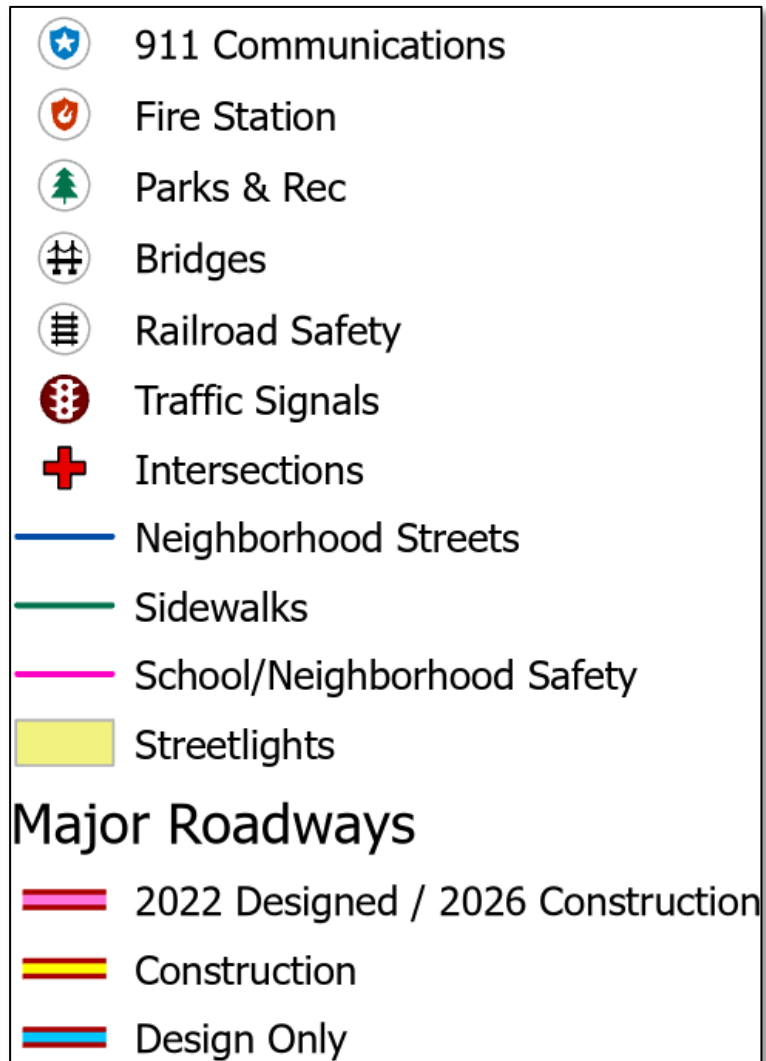 911 Communications
Fire Station
Parks & Rec
Bridges
Railroad Safety
Traffic Signals
Intersections
Neighborhood Streets
Sidewalks
School/Neighborhood Safety
Streetlights
Major Roadways
2022 Designed / 2026 Construction
Construction
Design Only